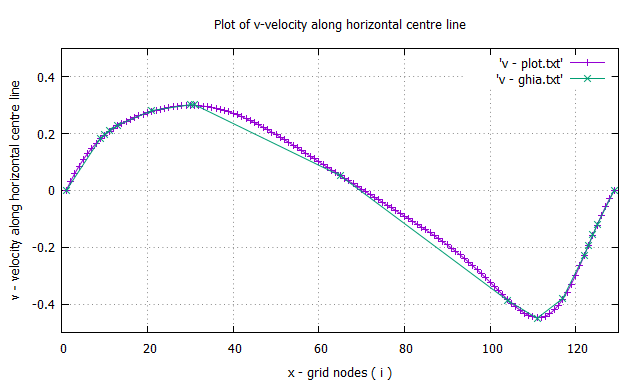 Plot of v-velocity along horizontal centre line
'v - plot.txt'
'v - ghia.txt'
v - velocity along horizontal centre line
0.4
0.2
0
-0.2
-0.4
0 20 40 60 80 100 120
x - grid nodes ( i )